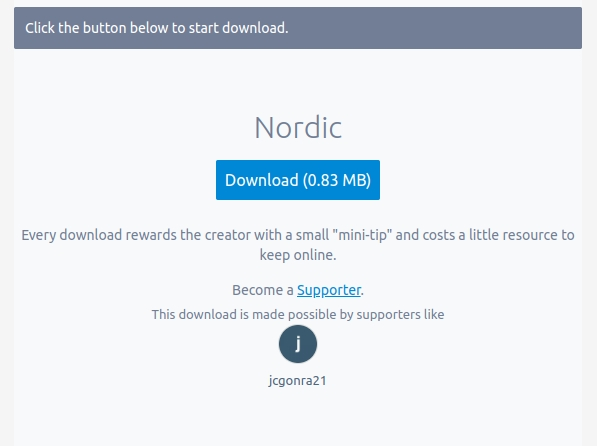 Click the button below to start download.
Nordic
Download (0.83 MB)
Every download rewards the creator with a small "mini-tip" and costs a little resource to
keep online.
Become a Supporter.
This download is made possible by supporters like
j
jcgonra21